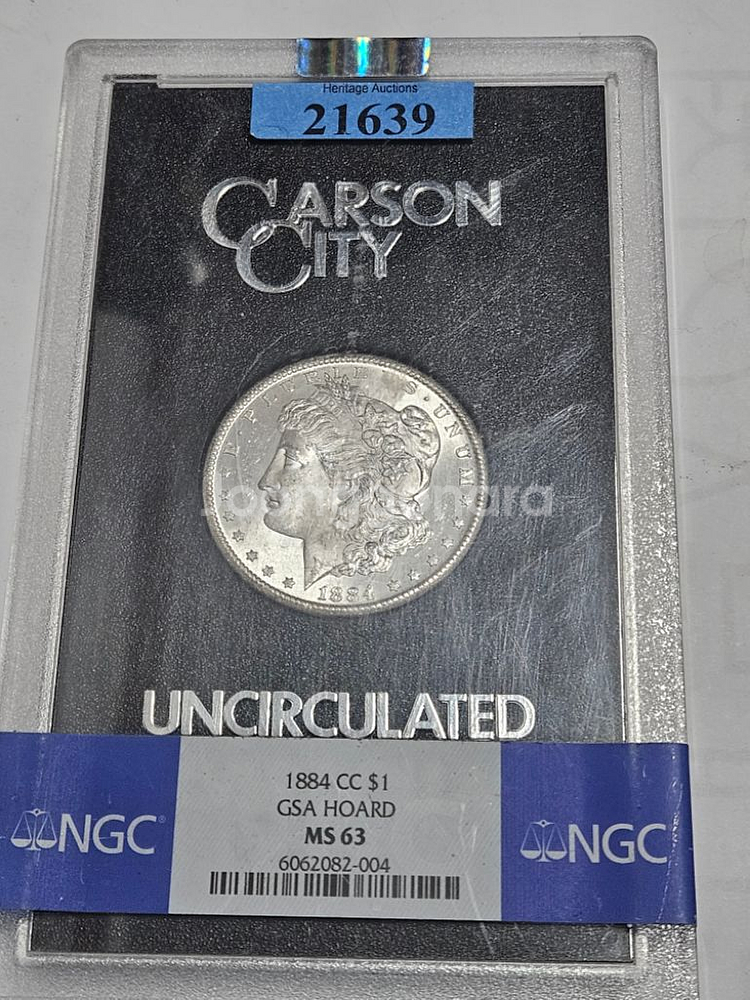 Heritage Auctions
21639
CARSON
CITY
E · PLURIBUS · UNUM
1884
UNCIRCULATED
NGC
1884 CC $1
GSA HOARD
MS 63
6062082-004
NGC